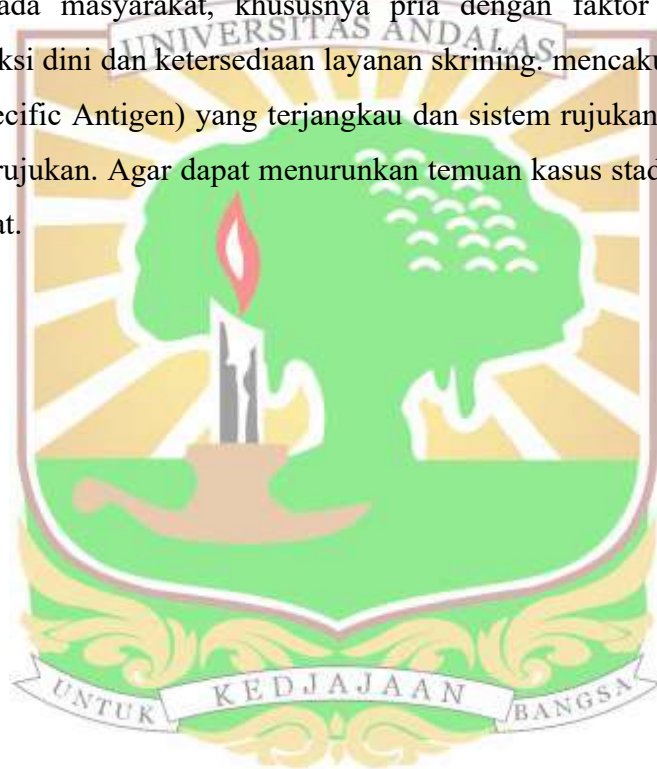 ada masyarakat, khususnya pria dengan faktor
UNIVERSITAS ANDALAS
ksi dini dan ketersediaan layanan skrining. mencaku
ecific Antigen) yang terjangkau dan sistem rujukan
rujukan. Agar dapat menurunkan temuan kasus stad
at.
UNTUK KEDJAJAAN BANGSA